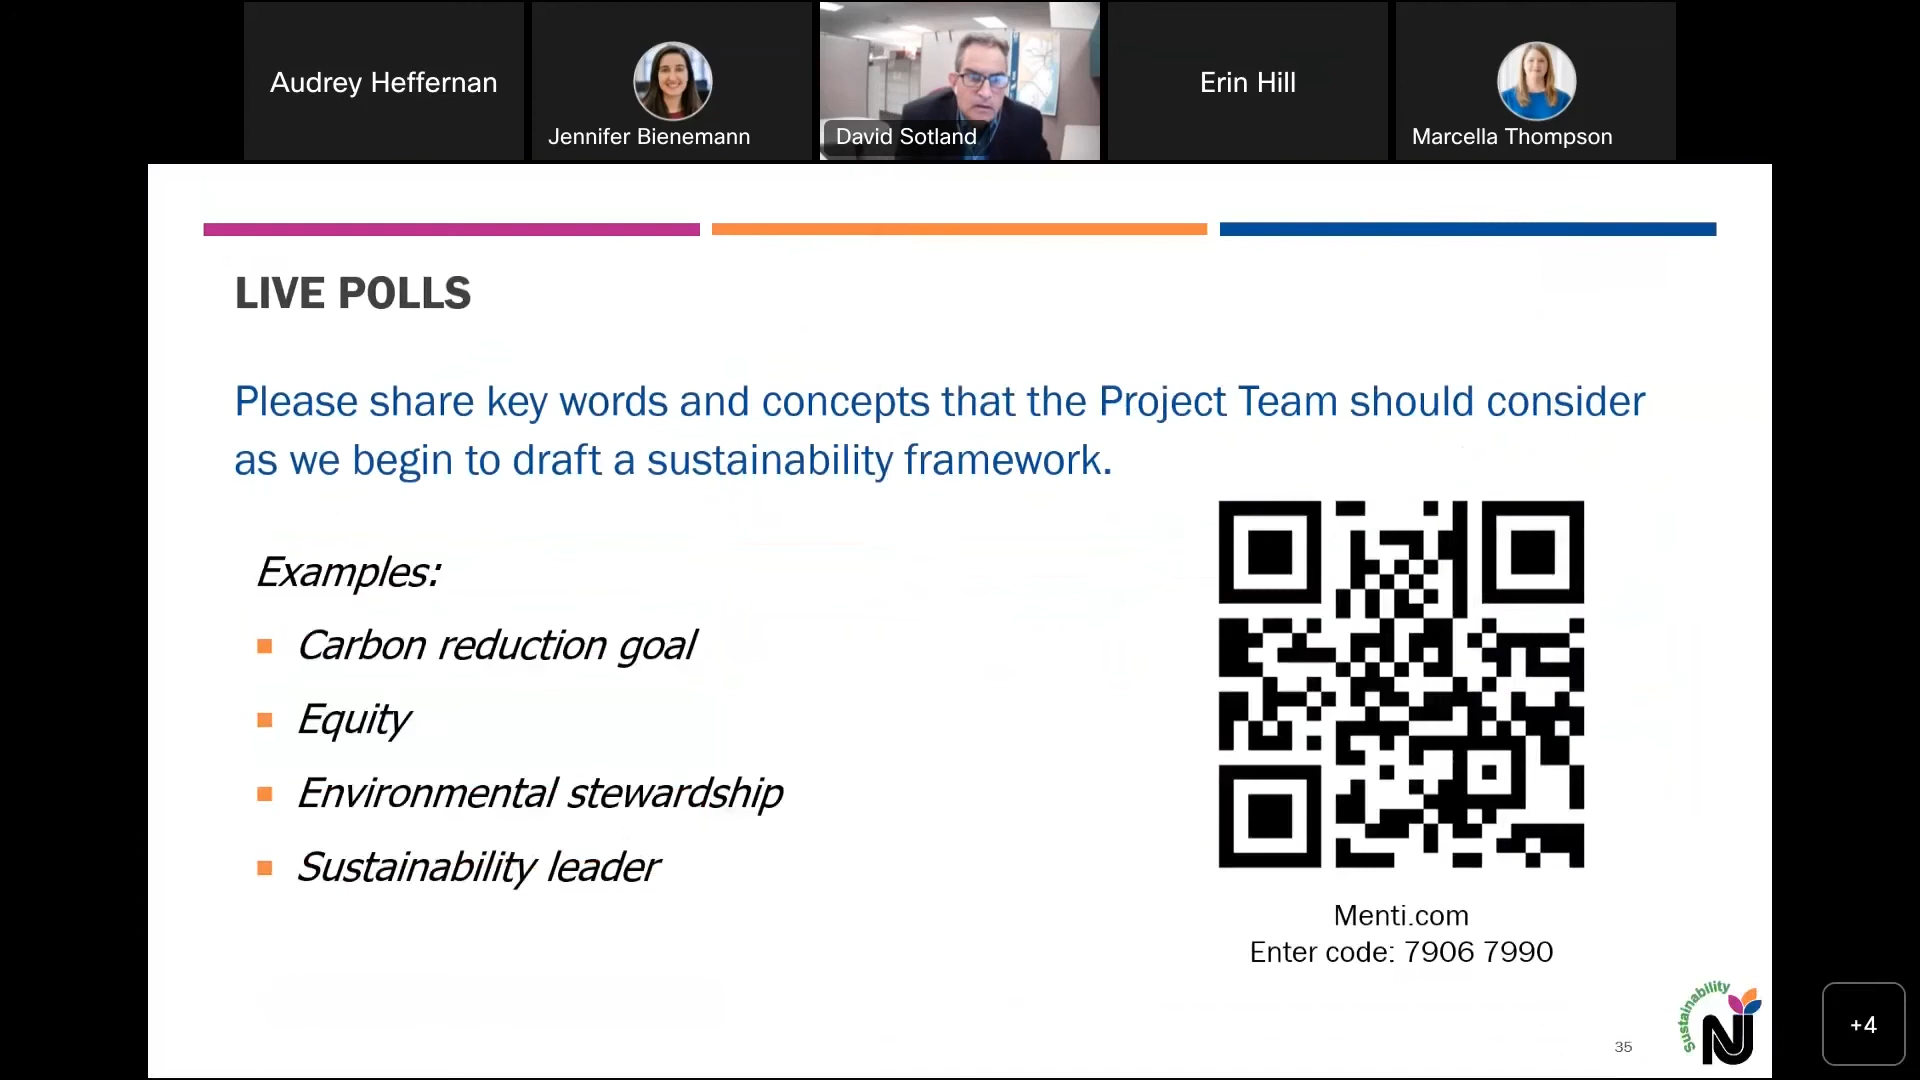 Audrey Heffernan
Jennifer Bienemann
David Sotland
Erin Hill
Marcella Thompson
LIVE POLLS
Please share key words and concepts that the Project Team should consider
as we begin to draft a sustainability framework.
Examples:
Carbon reduction goal
Equity
Environmental stewardship
Sustainability leader
Menti.com
Enter code: 7906 7990
Sustainability
NJ
35
+4